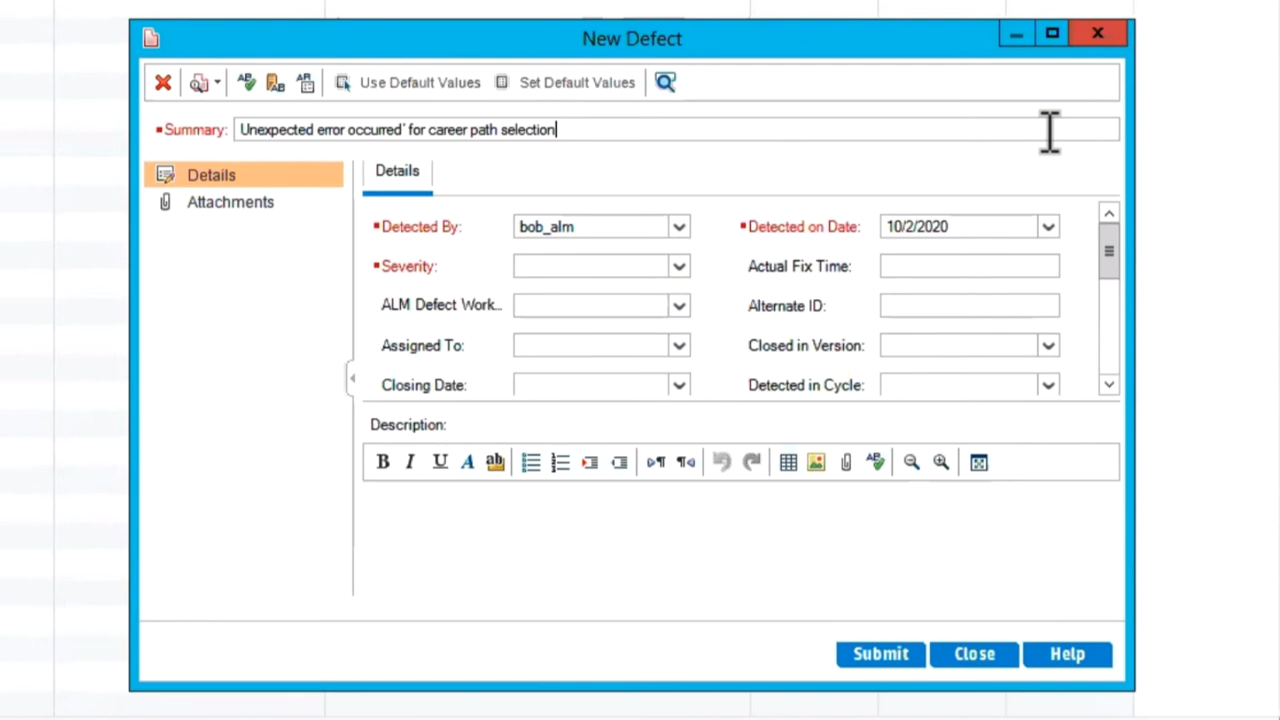 New Defect
Use Default Values Set Default Values
Summary: Unexpected error occurred' for career path selection
Details
Attachments
Details
Detected By: bob_alm Detected on Date: 10/2/2020
Severity: Actual Fix Time:
ALM Defect Work... Alternate ID:
Assigned To: Closed in Version:
Closing Date: Detected in Cycle:
Description:
B I U A ab
Submit Close Help